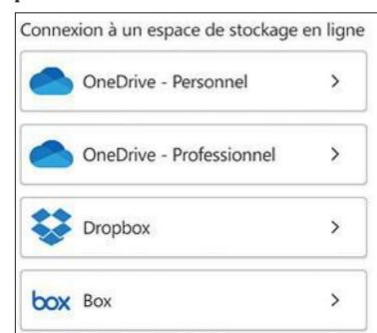 Connexion à un espace de stockage en ligne
OneDrive - Personnel
OneDrive - Professionnel
Dropbox
box Box